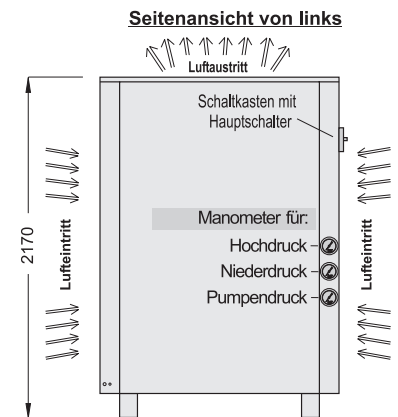 Seitenansicht von links
Luftaustritt
Schaltkasten mit
Hauptschalter
2170
Lufteintritt
Manometer für:
Hochdruck
Niederdruck
Pumpendruck
Lufteintritt